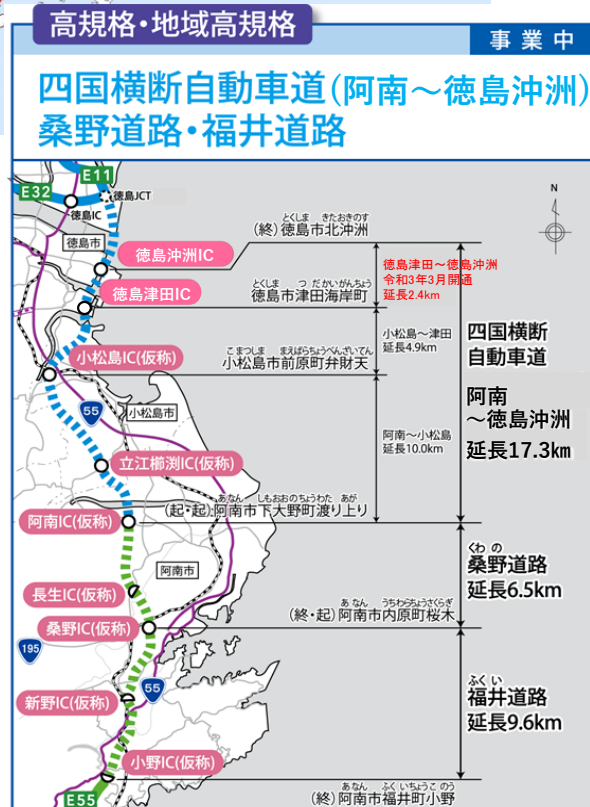 高規格・地域高規格
事業中
四国横断自動車道(阿南～徳島沖洲)
桑野道路・福井道路
E11
E32
徳島JCT
徳島IC
N
とくしま きたおきのす
(終)徳島市北沖洲
徳島市
徳島沖洲IC
徳島津田～徳島沖洲
令和3年3月開通
延長2.4km
徳島津田IC
とくしま つだかいがんちょう
徳島市津田海岸町
小松島～津田
延長4.9km
四国横断
自動車道
小松島IC(仮称)
こまつしま まえばらちょうべんざいてん
小松島市前原町弁財天
阿南
～徳島沖洲
延長17.3km
55
小松島市
阿南～小松島
延長10.0km
立江櫛渕IC(仮称)
あなん しもおおのちょうわた あが
(起・起)阿南市下大野町渡り上り
阿南IC(仮称)
くわの
桑野道路
延長6.5km
阿南市
長生IC(仮称)
あなん うちわらちょうさくらぎ
(終・起)阿南市内原町桜木
桑野IC(仮称)
195
55
ふくい
福井道路
延長9.6km
新野IC(仮称)
小野IC(仮称)
あなん ふくいちょうこのう
(終)阿南市福井町小野
E55